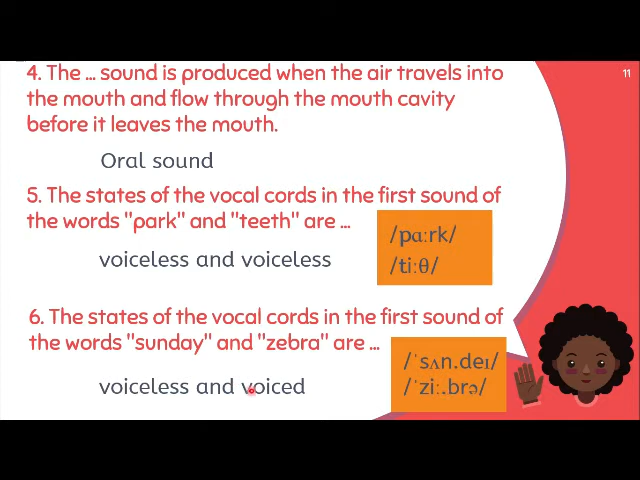 11
4. The ... sound is produced when the air travels into
the mouth and flow through the mouth cavity
before it leaves the mouth.
Oral sound
5. The states of the vocal cords in the first sound of
the words "park" and "teeth" are ...
/pɑːrk/
voiceless and voiceless
/tiːθ/
6. The states of the vocal cords in the first sound of
the words "sunday" and "zebra" are ...
/ˈsʌn.deɪ/
voiceless and voiced
/ˈziː.brə/